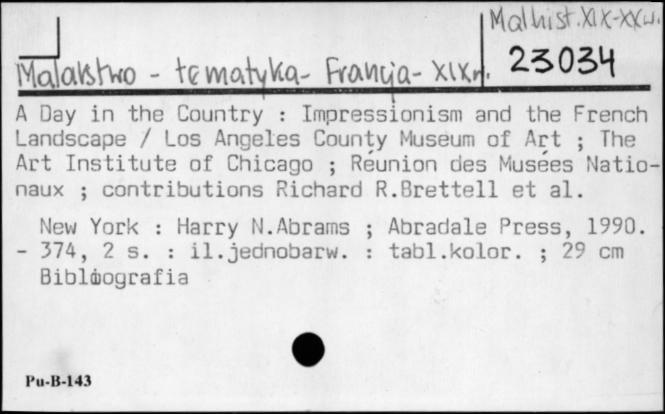 Mal hist. XIX-XX w.
23034
Malarstwo - tematyka - Francja - XIX w.
A Day in the Country : Impressionism and the French
Landscape / Los Angeles County Museum of Art ; The
Art Institute of Chicago ; Réunion des Musées Natio-
naux ; contributions Richard R.Brettell et al.
New York : Harry N.Abrams ; Abradale Press, 1990.
- 374, 2 s. : il.jednobarw. : tabl.kolor. ; 29 cm
Bibliografia
Pu-B-143